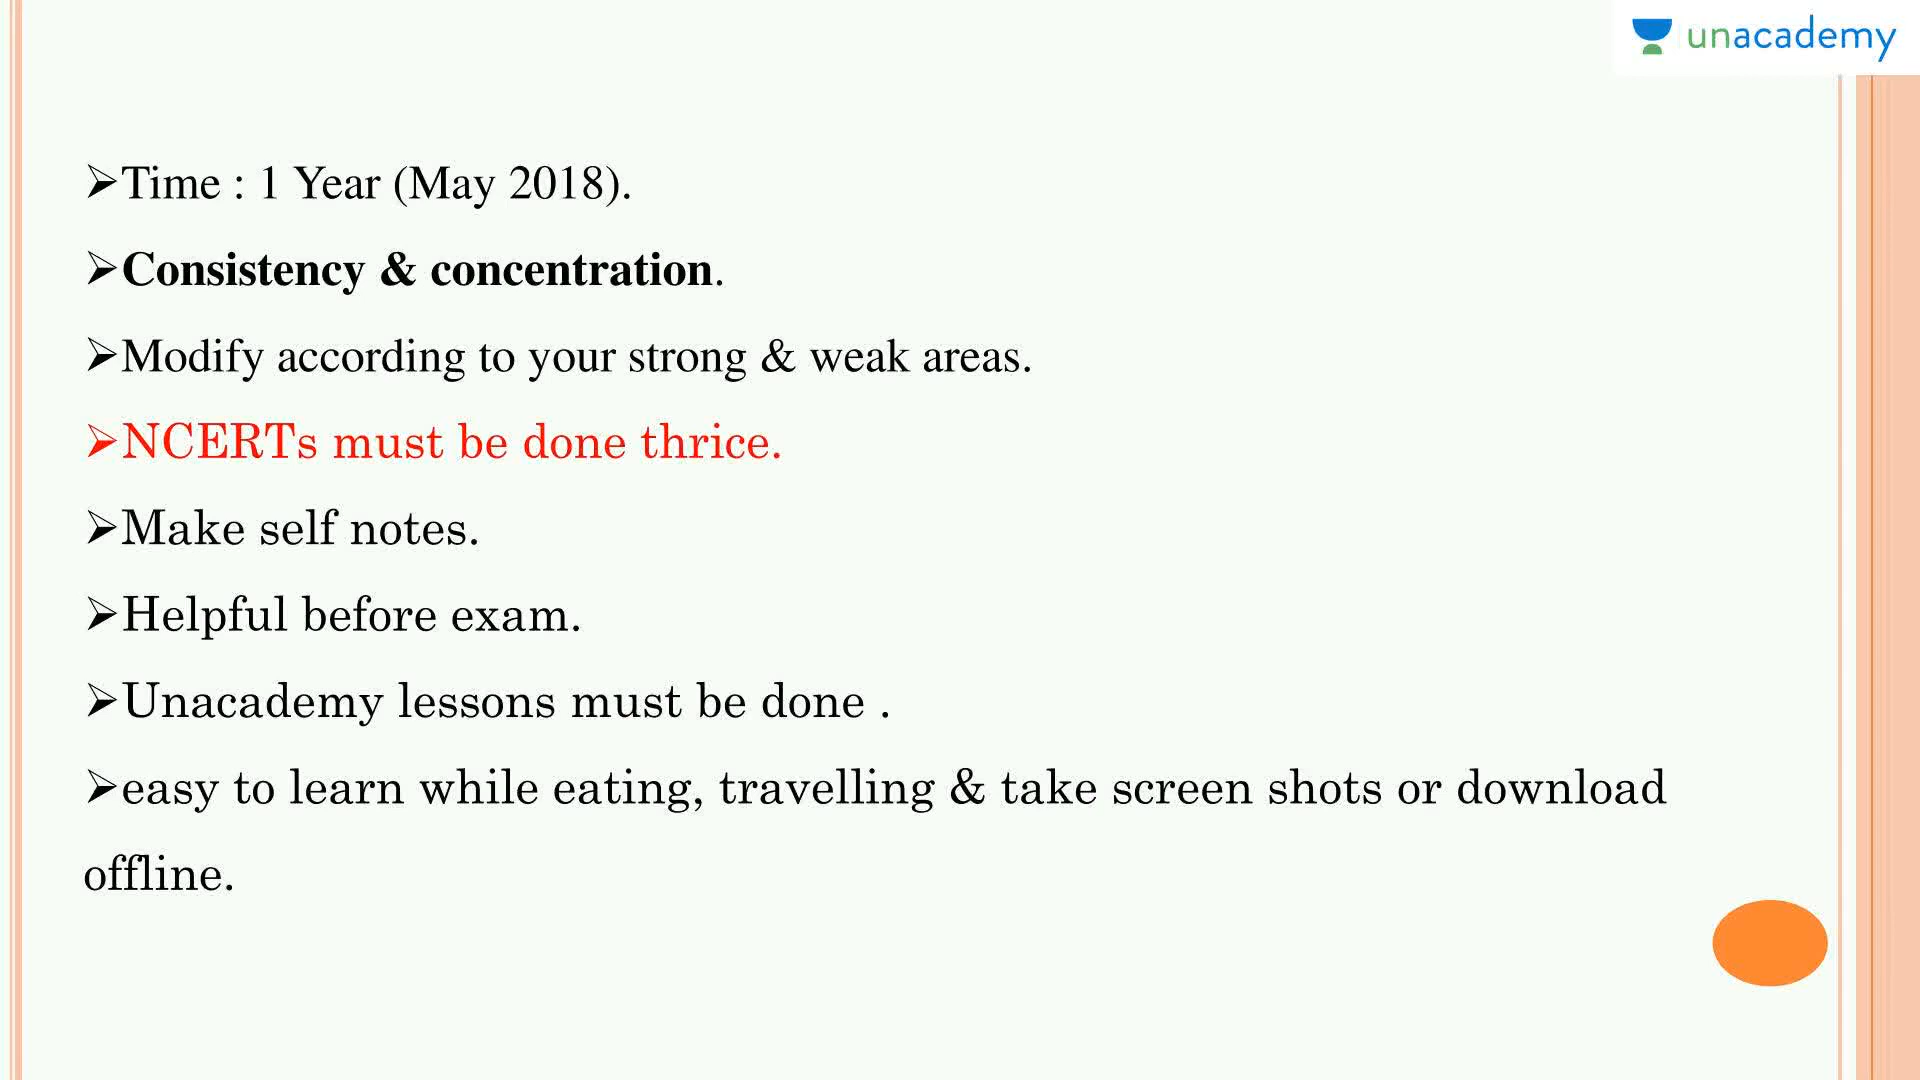 unacademy
➢Time : 1 Year (May 2018).
➢Consistency & concentration.
➢Modify according to your strong & weak areas.
➢NCERTs must be done thrice.
➢Make self notes.
➢Helpful before exam.
➢Unacademy lessons must be done .
➢easy to learn while eating, travelling & take screen shots or download
offline.